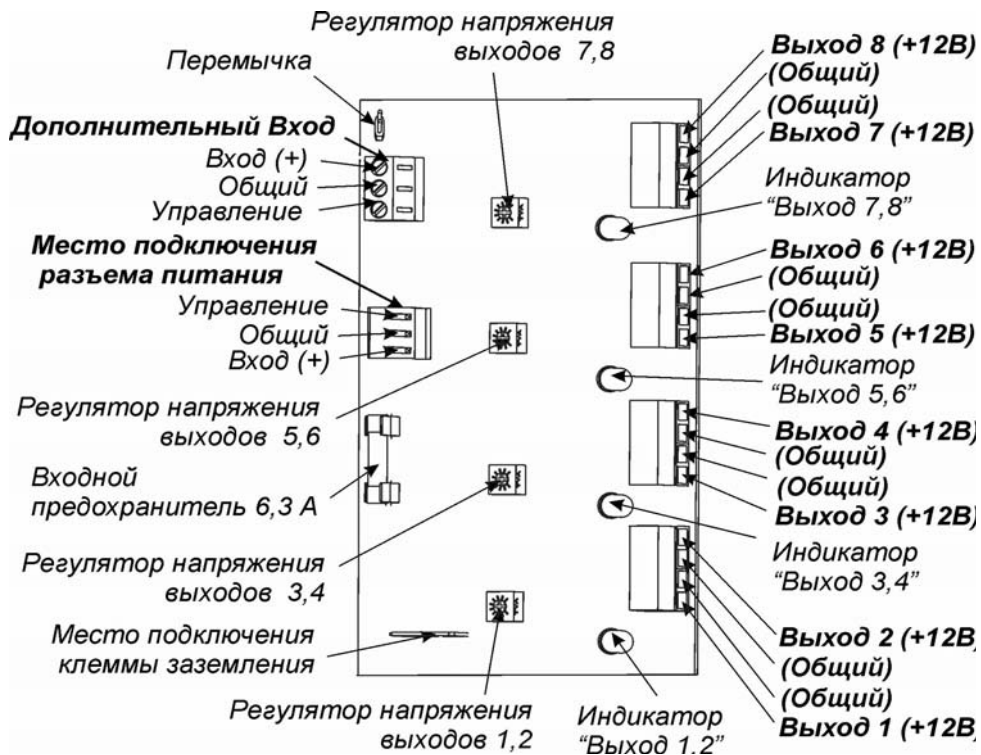 Регулятор напряжения
выходов 7,8
Перемычка
Дополнительный Вход
Вход (+)
Общий
Управление
Место подключения
разъема питания
Управление
Общий
Вход (+)
Регулятор напряжения
выходов 5,6
Входной
предохранитель 6,3 А
Регулятор напряжения
выходов 3,4
Место подключения
клеммы заземления
Регулятор напряжения
выходов 1,2
Выход 8 (+12В)
(Общий)
(Общий)
Выход 7 (+12В)
Индикатор
“Выход 7,8”
Выход 6 (+12В)
(Общий)
(Общий)
Выход 5 (+12В)
Индикатор
“Выход 5,6”
Выход 4 (+12В)
(Общий)
(Общий)
Выход 3 (+12В)
Индикатор
“Выход 3,4”
Выход 2 (+12В)
(Общий)
(Общий)
Выход 1 (+12В)
Индикатор
“Выход 1,2”